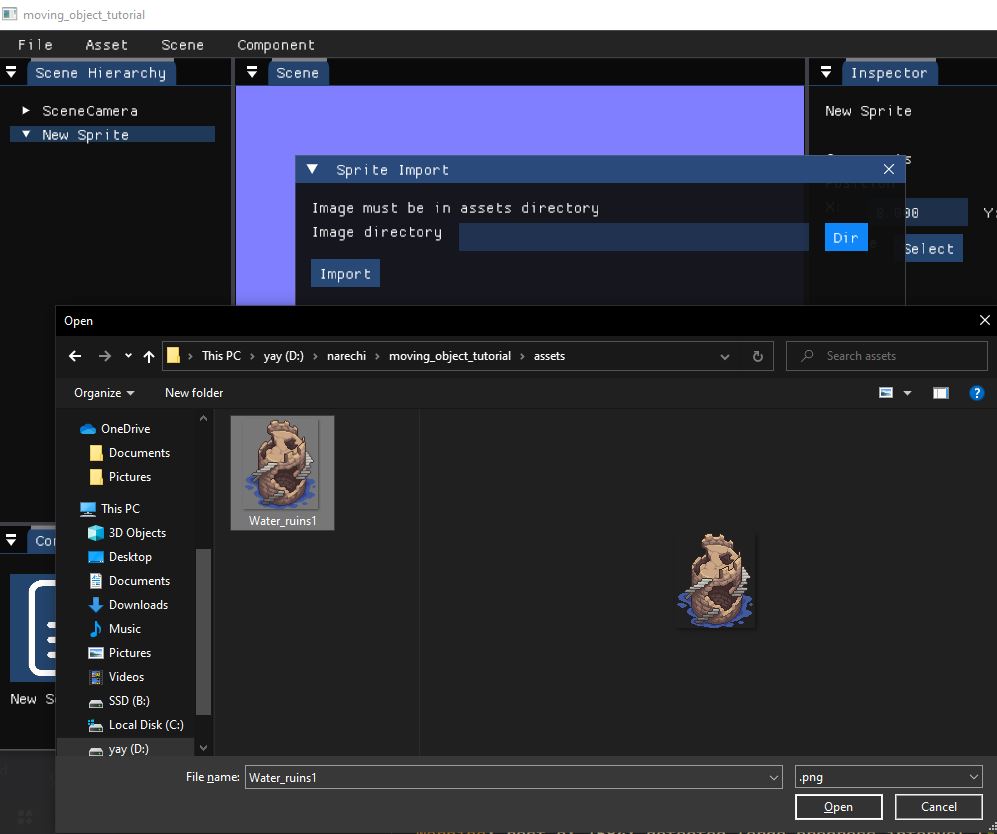 moving_object_tutorial
File Asset Scene Component
Scene Hierarchy
Scene
Inspector
SceneCamera
New Sprite
New Sprite
Sprite Import
Image must be in assets directory
Image directory
Dir
Import
Position
X:
Y:
Select
Open
This PC > yay (D:) > narechi > moving_object_tutorial > assets
Search assets
Organize
New folder
?
OneDrive
Documents
Pictures
This PC
3D Objects
Desktop
Documents
Downloads
Music
Pictures
Videos
SSD (B:)
Local Disk (C:)
yay (D:)
Water_ruins1
Co
New S
File name: Water_ruins1
.png
Open
Cancel